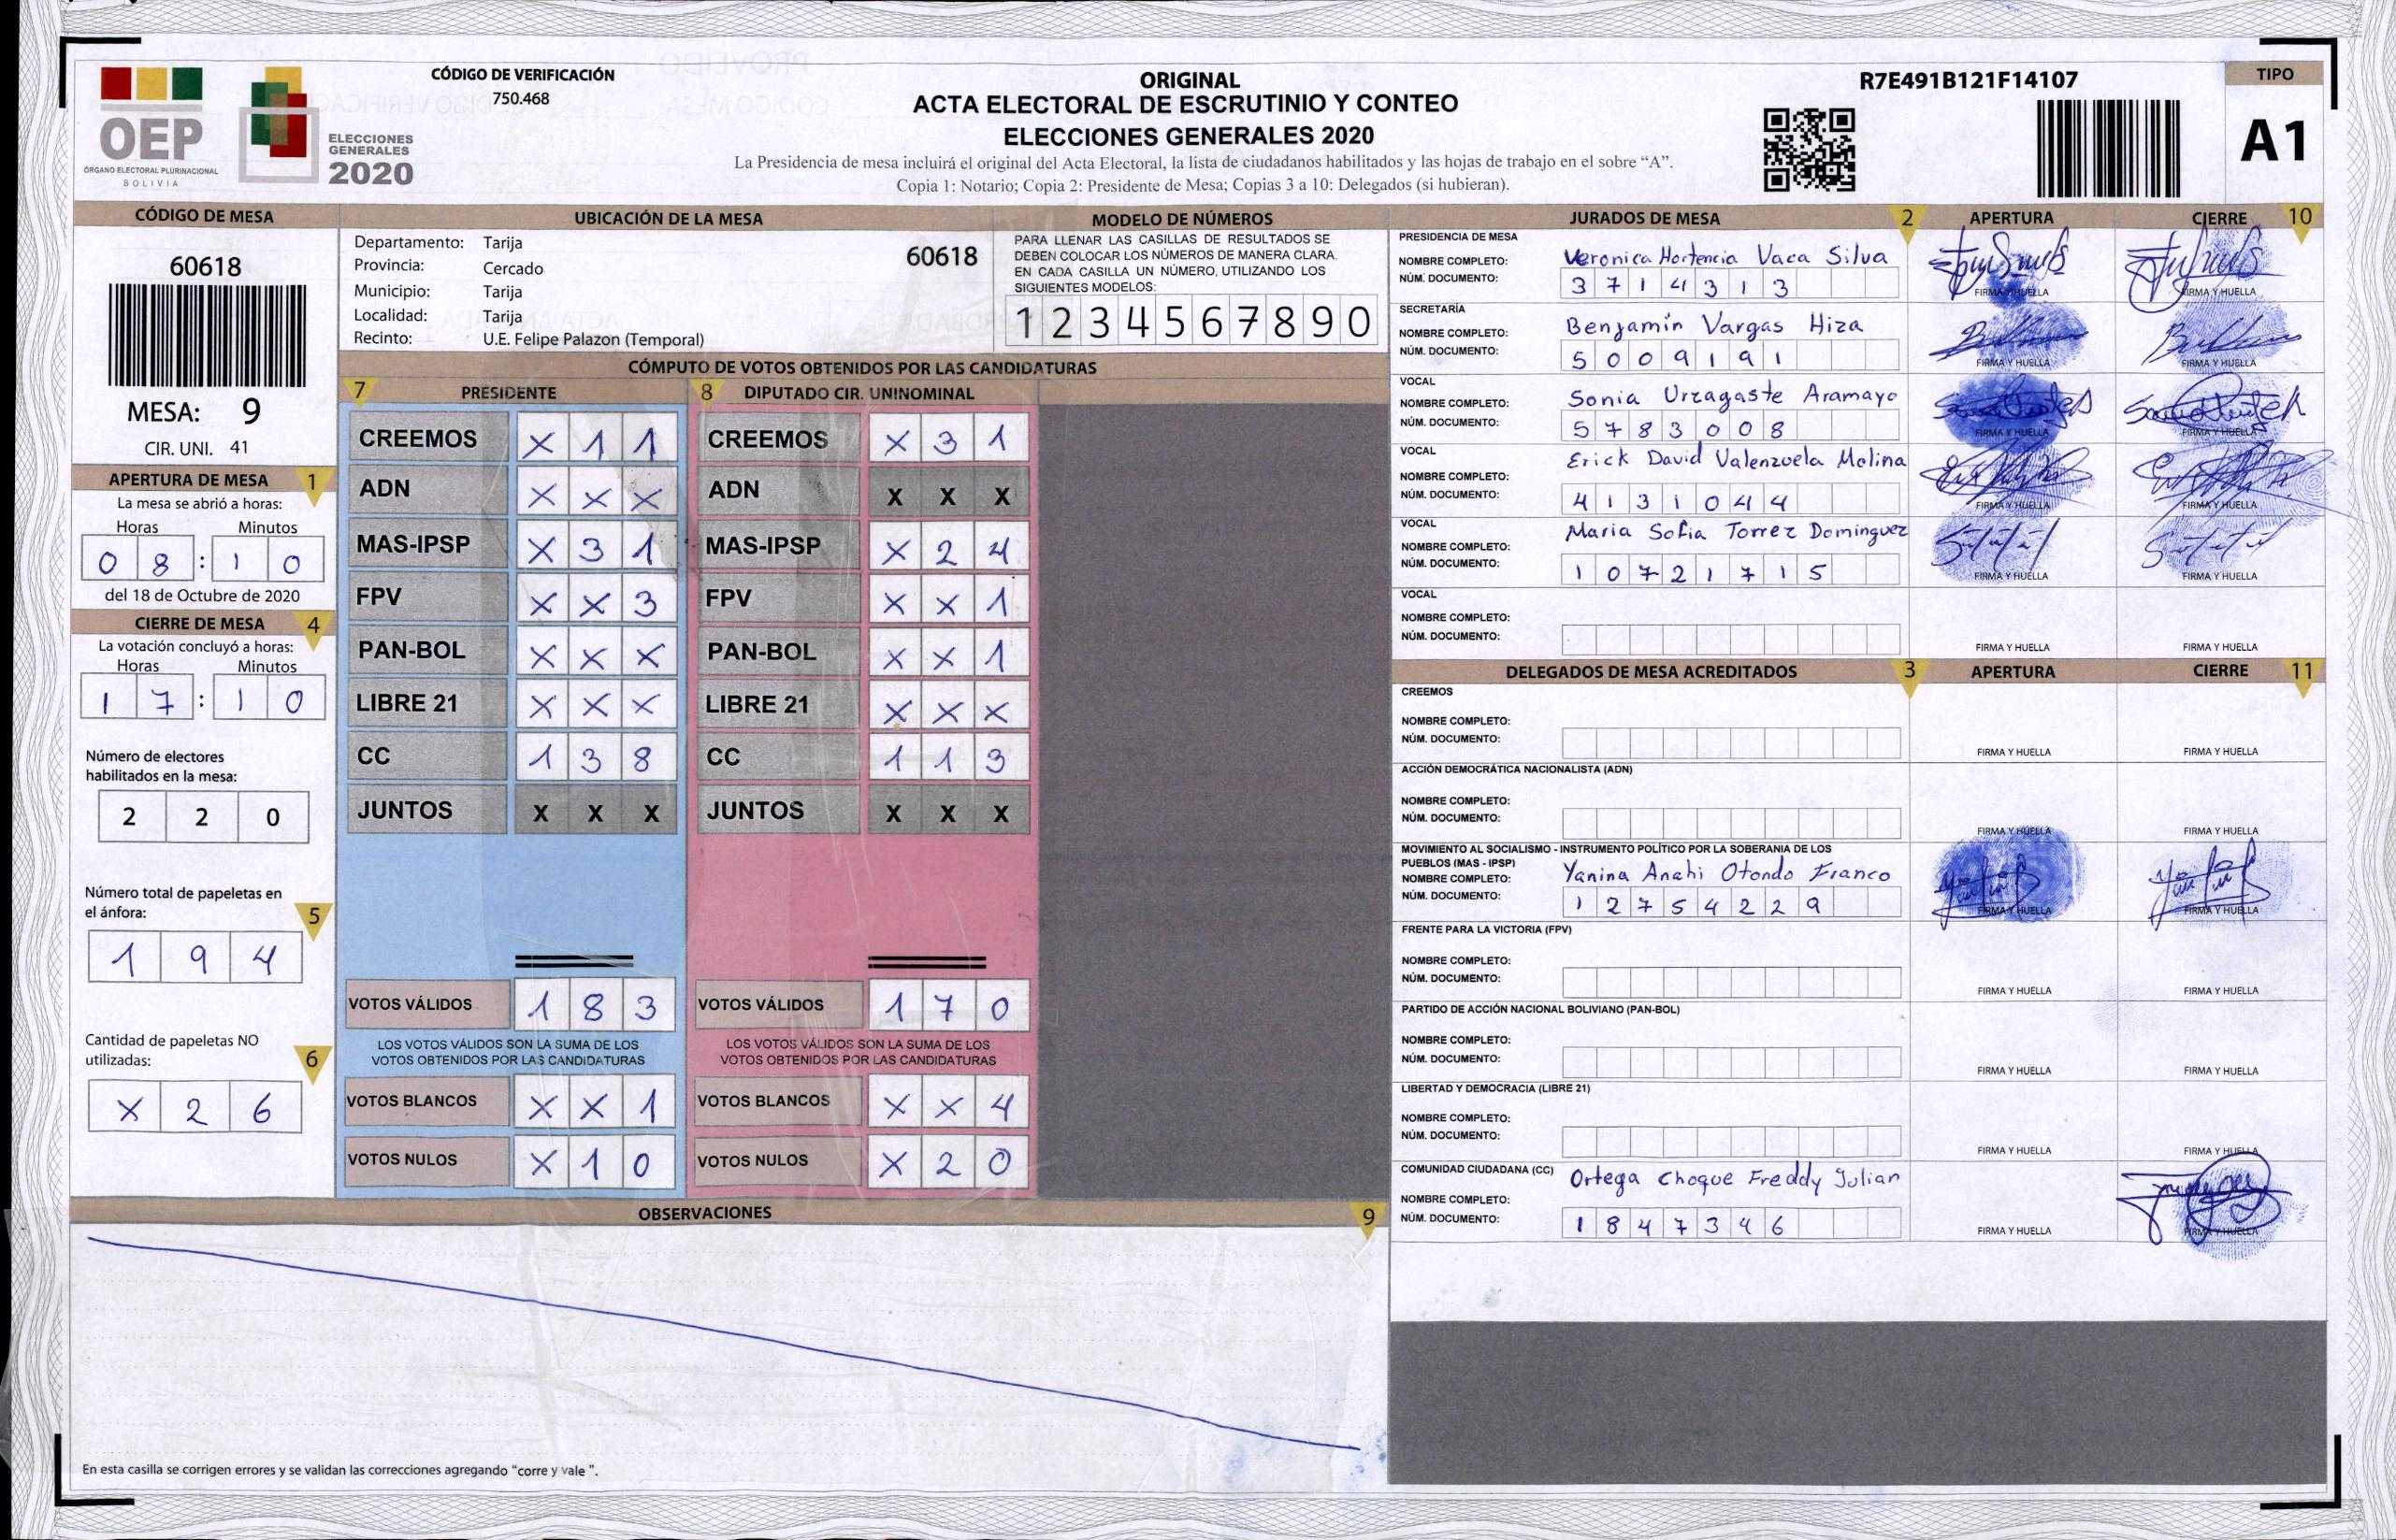 CÓDIGO DE VERIFICACIÓN
750.468
OEP
ÓRGANO ELECTORAL PLURINACIONAL
BOLIVIA
ELECCIONES
GENERALES
2020
ORIGINAL
ACTA ELECTORAL DE ESCRUTINIO Y CONTEO
ELECCIONES GENERALES 2020
La Presidencia de mesa incluirá el original del Acta Electoral, la lista de ciudadanos habilitados y las hojas de trabajo en el sobre “A”.
Copia 1: Notario; Copia 2: Presidente de Mesa; Copias 3 a 10: Delegados (si hubieran).
R7E491B121F14107
TIPO
A1
CÓDIGO DE MESA
60618
MESA: 9
CIR. UNI. 41
APERTURA DE MESA 1
La mesa se abrió a horas:
Horas Minutos
0 8 : 1 0
del 18 de Octubre de 2020
CIERRE DE MESA 4
La votación concluyó a horas:
Horas Minutos
1 7 : 1 0
Número de electores
habilitados en la mesa:
2 2 0
Número total de papeletas en
el ánfora: 5
1 9 4
Cantidad de papeletas NO
utilizadas: 6
X 2 6
UBICACIÓN DE LA MESA
Departamento: Tarija 60618
Provincia: Cercado
Municipio: Tarija
Localidad: Tarija
Recinto: U.E. Felipe Palazon (Temporal)
MODELO DE NÚMEROS
PARA LLENAR LAS CASILLAS DE RESULTADOS SE
DEBEN COLOCAR LOS NÚMEROS DE MANERA CLARA.
EN CADA CASILLA UN NÚMERO, UTILIZANDO LOS
SIGUIENTES MODELOS:
1 2 3 4 5 6 7 8 9 0
CÓMPUTO DE VOTOS OBTENIDOS POR LAS CANDIDATURAS
7 PRESIDENTE
CREEMOS X 1 1
ADN X X X
MAS-IPSP X 3 1
FPV X X 3
PAN-BOL X X X
LIBRE 21 X X X
CC 1 3 8
JUNTOS X X X
VOTOS VÁLIDOS 1 8 3
LOS VOTOS VÁLIDOS SON LA SUMA DE LOS
VOTOS OBTENIDOS POR LAS CANDIDATURAS
VOTOS BLANCOS X X 1
VOTOS NULOS X 1 0
8 DIPUTADO CIR. UNINOMINAL
CREEMOS X 3 1
ADN X X X
MAS-IPSP X 2 4
FPV X X 1
PAN-BOL X X 1
LIBRE 21 X X X
CC 1 1 3
JUNTOS X X X
VOTOS VÁLIDOS 1 7 0
LOS VOTOS VÁLIDOS SON LA SUMA DE LOS
VOTOS OBTENIDOS POR LAS CANDIDATURAS
VOTOS BLANCOS X X 4
VOTOS NULOS X 2 0
OBSERVACIONES 9
En esta casilla se corrigen errores y se validan las correcciones agregando “corre y vale ”.
JURADOS DE MESA 2 APERTURA CIERRE 10
PRESIDENCIA DE MESA
NOMBRE COMPLETO: Veronica Hortencia Vaca Silva
NÚM. DOCUMENTO: 3 7 1 4 3 1 3
FIRMA Y HUELLA FIRMA Y HUELLA
SECRETARÍA
NOMBRE COMPLETO: Benjamín Vargas Hiza
NÚM. DOCUMENTO: 5 0 0 9 1 9 1
FIRMA Y HUELLA FIRMA Y HUELLA
VOCAL
NOMBRE COMPLETO: Sonia Urzagaste Aramayo
NÚM. DOCUMENTO: 5 7 8 3 0 0 8
FIRMA Y HUELLA FIRMA Y HUELLA
VOCAL
NOMBRE COMPLETO: Erick David Valenzuela Molina
NÚM. DOCUMENTO: 4 1 3 1 0 4 4
FIRMA Y HUELLA FIRMA Y HUELLA
VOCAL
NOMBRE COMPLETO: Maria Sofia Torrez Dominguez
NÚM. DOCUMENTO: 1 0 7 2 1 7 1 5
FIRMA Y HUELLA FIRMA Y HUELLA
VOCAL
NOMBRE COMPLETO:
NÚM. DOCUMENTO:
FIRMA Y HUELLA FIRMA Y HUELLA
DELEGADOS DE MESA ACREDITADOS 3 APERTURA CIERRE 11
CREEMOS
NOMBRE COMPLETO:
NÚM. DOCUMENTO:
FIRMA Y HUELLA FIRMA Y HUELLA
ACCIÓN DEMOCRÁTICA NACIONALISTA (ADN)
NOMBRE COMPLETO:
NÚM. DOCUMENTO:
FIRMA Y HUELLA FIRMA Y HUELLA
MOVIMIENTO AL SOCIALISMO - INSTRUMENTO POLÍTICO POR LA SOBERANIA DE LOS
PUEBLOS (MAS - IPSP)
NOMBRE COMPLETO: Yanina Anahi Otondo Franco
NÚM. DOCUMENTO: 1 2 7 5 4 2 2 9
FIRMA Y HUELLA FIRMA Y HUELLA
FRENTE PARA LA VICTORIA (FPV)
NOMBRE COMPLETO:
NÚM. DOCUMENTO:
FIRMA Y HUELLA FIRMA Y HUELLA
PARTIDO DE ACCIÓN NACIONAL BOLIVIANO (PAN-BOL)
NOMBRE COMPLETO:
NÚM. DOCUMENTO:
FIRMA Y HUELLA FIRMA Y HUELLA
LIBERTAD Y DEMOCRACIA (LIBRE 21)
NOMBRE COMPLETO:
NÚM. DOCUMENTO:
FIRMA Y HUELLA FIRMA Y HUELLA
COMUNIDAD CIUDADANA (CC)
NOMBRE COMPLETO: Ortega Choque Freddy Julian
NÚM. DOCUMENTO: 1 8 4 7 3 4 6
FIRMA Y HUELLA FIRMA Y HUELLA